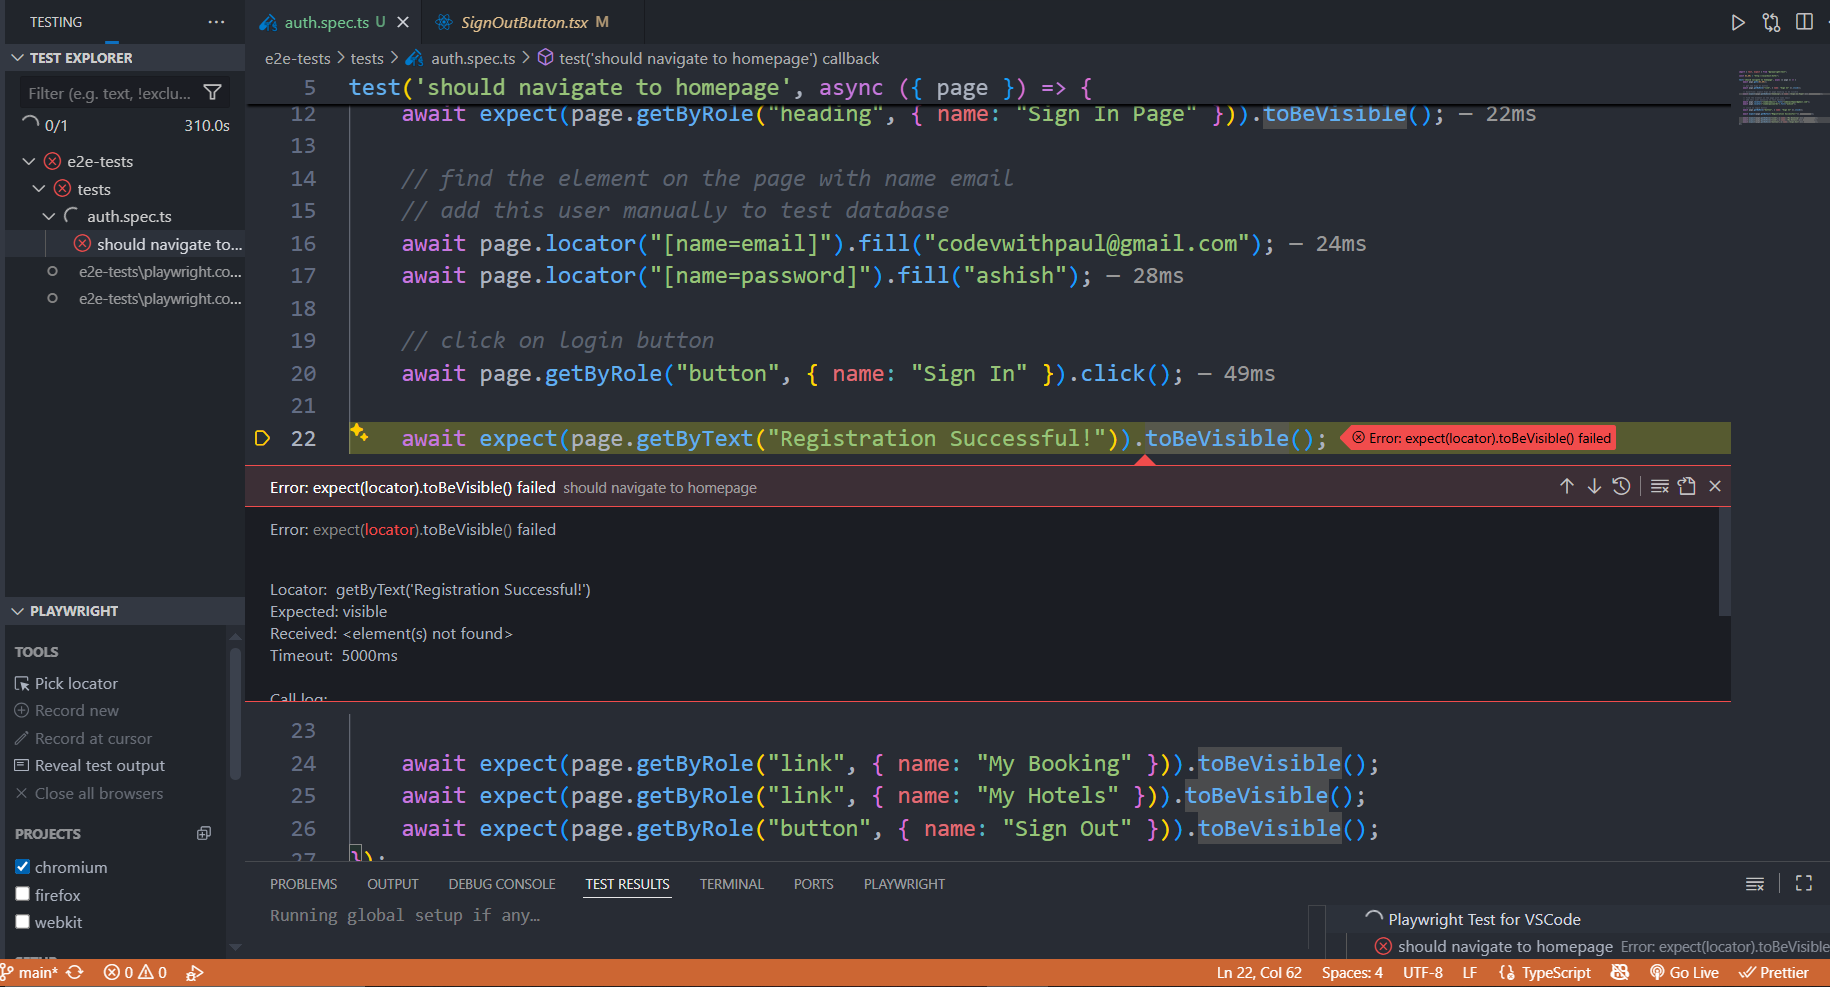 TESTING ...
auth.spec.ts U
SignOutButton.tsx M
TEST EXPLORER
e2e-tests > tests > auth.spec.ts > test('should navigate to homepage') callback
Filter (e.g. text, !exclu...
0/1 310.0s
e2e-tests
tests
auth.spec.ts
should navigate to...
e2e-tests\playwright.co...
e2e-tests\playwright.co...
5 test('should navigate to homepage', async ({ page }) => {
12 await expect(page.getByRole("heading", { name: "Sign In Page" })).toBeVisible(); — 22ms
13
14 // find the element on the page with name email
15 // add this user manually to test database
16 await page.locator("[name=email]").fill("codevwithpaul@gmail.com"); — 24ms
17 await page.locator("[name=password]").fill("ashish"); — 28ms
18
19 // click on login button
20 await page.getByRole("button", { name: "Sign In" }).click(); — 49ms
21
22 await expect(page.getByText("Registration Successful!")).toBeVisible(); Error: expect(locator).toBeVisible() failed
Error: expect(locator).toBeVisible() failed should navigate to homepage
Error: expect(locator).toBeVisible() failed
Locator: getByText('Registration Successful!')
Expected: visible
Received: <element(s) not found>
Timeout: 5000ms
Call log:
23
24 await expect(page.getByRole("link", { name: "My Booking" })).toBeVisible();
25 await expect(page.getByRole("link", { name: "My Hotels" })).toBeVisible();
26 await expect(page.getByRole("button", { name: "Sign Out" })).toBeVisible();
27 });
PLAYWRIGHT
TOOLS
Pick locator
Record new
Record at cursor
Reveal test output
Close all browsers
PROJECTS
chromium
firefox
webkit
PROBLEMS OUTPUT DEBUG CONSOLE TEST RESULTS TERMINAL PORTS PLAYWRIGHT
Running global setup if any…
Playwright Test for VSCode
should navigate to homepage Error: expect(locator).toBeVisible
main* 0 0
Ln 22, Col 62 Spaces: 4 UTF-8 LF TypeScript Go Live Prettier